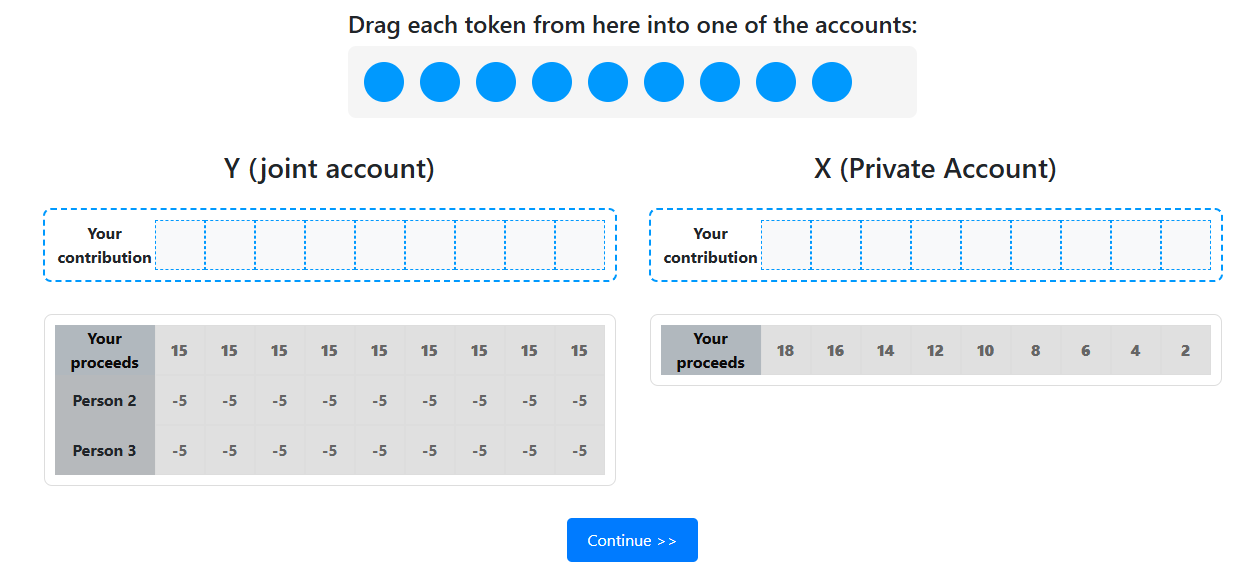 Drag each token from here into one of the accounts:
Y (joint account)
Your
contribution
Your
proceeds 15 15 15 15 15 15 15 15 15
Person 2 -5 -5 -5 -5 -5 -5 -5 -5 -5
Person 3 -5 -5 -5 -5 -5 -5 -5 -5 -5
X (Private Account)
Your
contribution
Your
proceeds 18 16 14 12 10 8 6 4 2
Continue >>